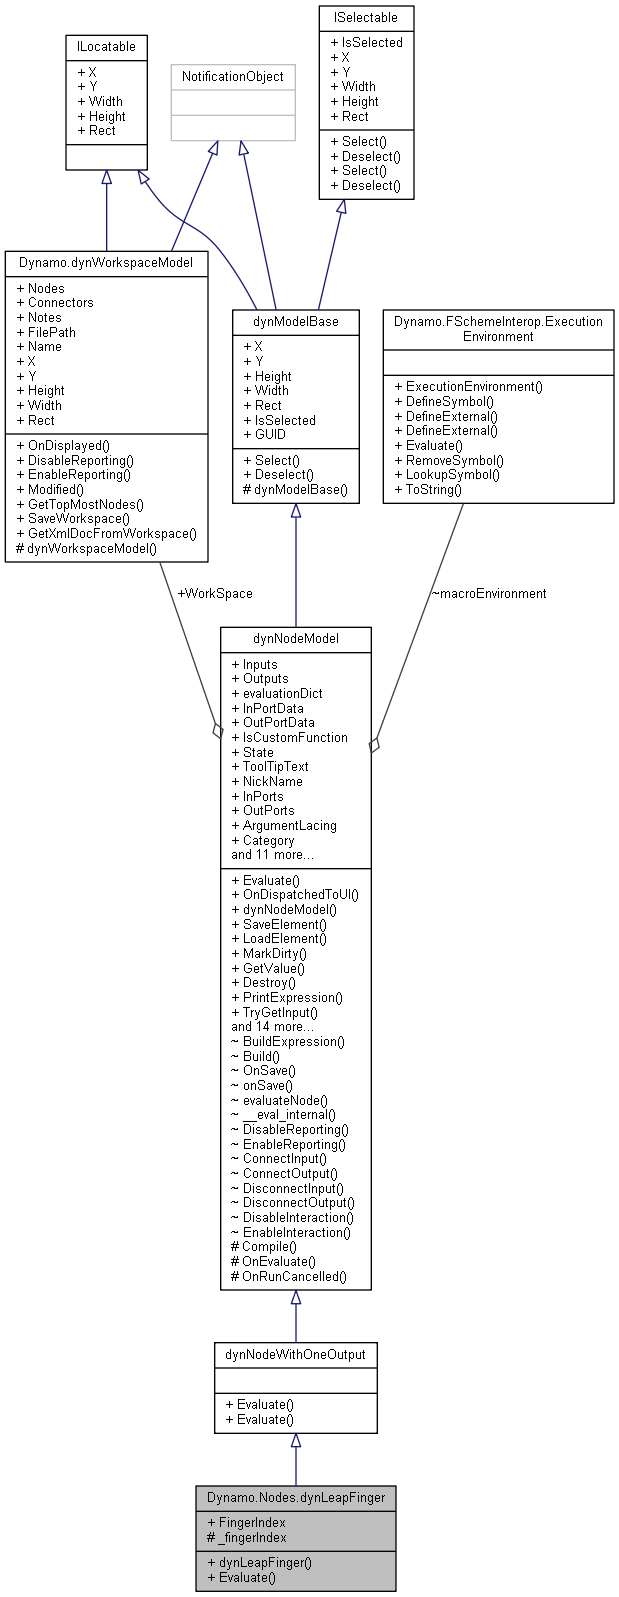 ISelectable
+ IsSelected
+ X
+ Y
+ Width
+ Height
+ Rect
+ Select()
+ Deselect()
+ Select()
+ Deselect()
ILocatable
+ X
+ Y
+ Width
+ Height
+ Rect
NotificationObject
Dynamo.dynWorkspaceModel
+ Nodes
+ Connectors
+ Notes
+ FilePath
+ Name
+ X
+ Y
+ Height
+ Width
+ Rect
+ OnDisplayed()
+ DisableReporting()
+ EnableReporting()
+ Modified()
+ GetTopMostNodes()
+ SaveWorkspace()
+ GetXmlDocFromWorkspace()
# dynWorkspaceModel()
dynModelBase
+ X
+ Y
+ Height
+ Width
+ Rect
+ IsSelected
+ GUID
+ Select()
+ Deselect()
# dynModelBase()
Dynamo.FSchemeInterop.Execution
Environment
+ ExecutionEnvironment()
+ DefineSymbol()
+ DefineExternal()
+ DefineExternal()
+ Evaluate()
+ RemoveSymbol()
+ LookupSymbol()
+ ToString()
+WorkSpace
~macroEnvironment
dynNodeModel
+ Inputs
+ Outputs
+ evaluationDict
+ InPortData
+ OutPortData
+ IsCustomFunction
+ State
+ ToolTipText
+ NickName
+ InPorts
+ OutPorts
+ ArgumentLacing
+ Category
and 11 more...
+ Evaluate()
+ OnDispatchedToUI()
+ dynNodeModel()
+ SaveElement()
+ LoadElement()
+ MarkDirty()
+ GetValue()
+ Destroy()
+ PrintExpression()
+ TryGetInput()
and 14 more...
~ BuildExpression()
~ Build()
~ OnSave()
~ onSave()
~ evaluateNode()
~ __eval_internal()
~ DisableReporting()
~ EnableReporting()
~ ConnectInput()
~ ConnectOutput()
~ DisconnectInput()
~ DisconnectOutput()
~ DisableInteraction()
~ EnableInteraction()
# Compile()
# OnEvaluate()
# OnRunCancelled()
dynNodeWithOneOutput
+ Evaluate()
+ Evaluate()
Dynamo.Nodes.dynLeapFinger
+ FingerIndex
# _fingerIndex
+ dynLeapFinger()
+ Evaluate()